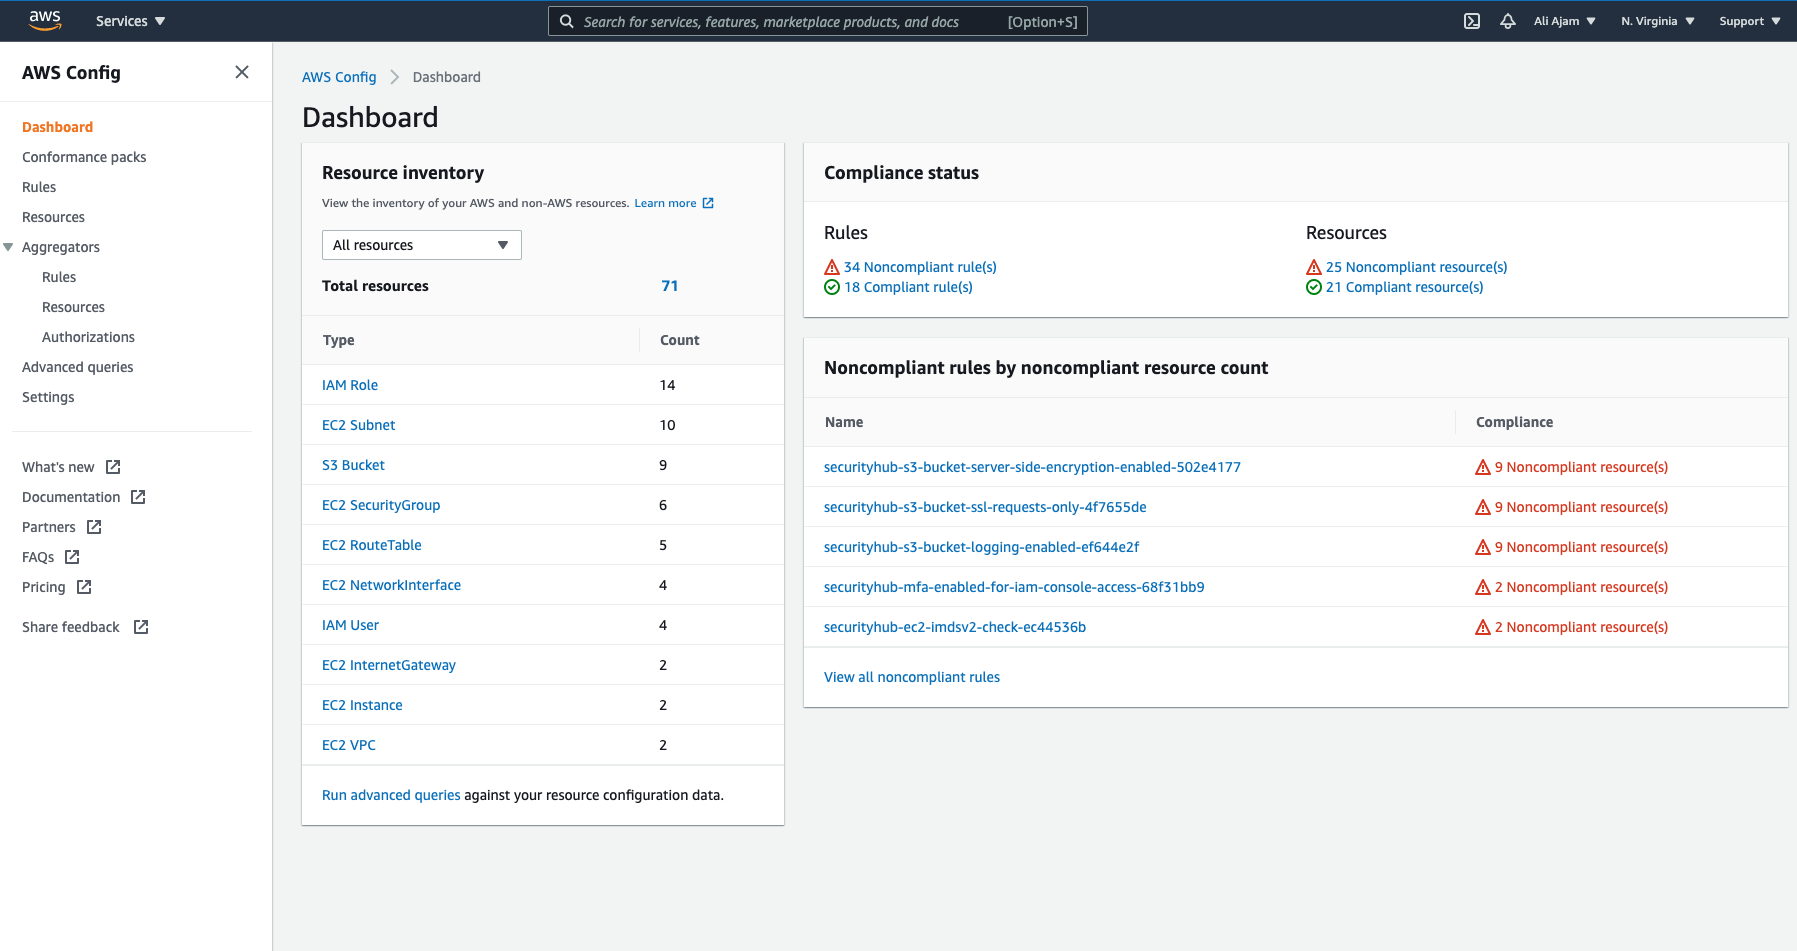 aws Services Search for services, features, marketplace products, and docs [Option+S] Ali Ajam N. Virginia Support
AWS Config
Dashboard
Conformance packs
Rules
Resources
Aggregators
Rules
Resources
Authorizations
Advanced queries
Settings
What's new
Documentation
Partners
FAQs
Pricing
Share feedback
AWS Config Dashboard
Dashboard
Resource inventory
View the inventory of your AWS and non-AWS resources. Learn more
All resources
Total resources 71
Type Count
IAM Role 14
EC2 Subnet 10
S3 Bucket 9
EC2 SecurityGroup 6
EC2 RouteTable 5
EC2 NetworkInterface 4
IAM User 4
EC2 InternetGateway 2
EC2 Instance 2
EC2 VPC 2
Run advanced queries against your resource configuration data.
Compliance status
Rules
34 Noncompliant rule(s)
18 Compliant rule(s)
Resources
25 Noncompliant resource(s)
21 Compliant resource(s)
Noncompliant rules by noncompliant resource count
Name Compliance
securityhub-s3-bucket-server-side-encryption-enabled-502e4177 9 Noncompliant resource(s)
securityhub-s3-bucket-ssl-requests-only-4f7655de 9 Noncompliant resource(s)
securityhub-s3-bucket-logging-enabled-ef644e2f 9 Noncompliant resource(s)
securityhub-mfa-enabled-for-iam-console-access-68f31bb9 2 Noncompliant resource(s)
securityhub-ec2-imdsv2-check-ec44536b 2 Noncompliant resource(s)
View all noncompliant rules